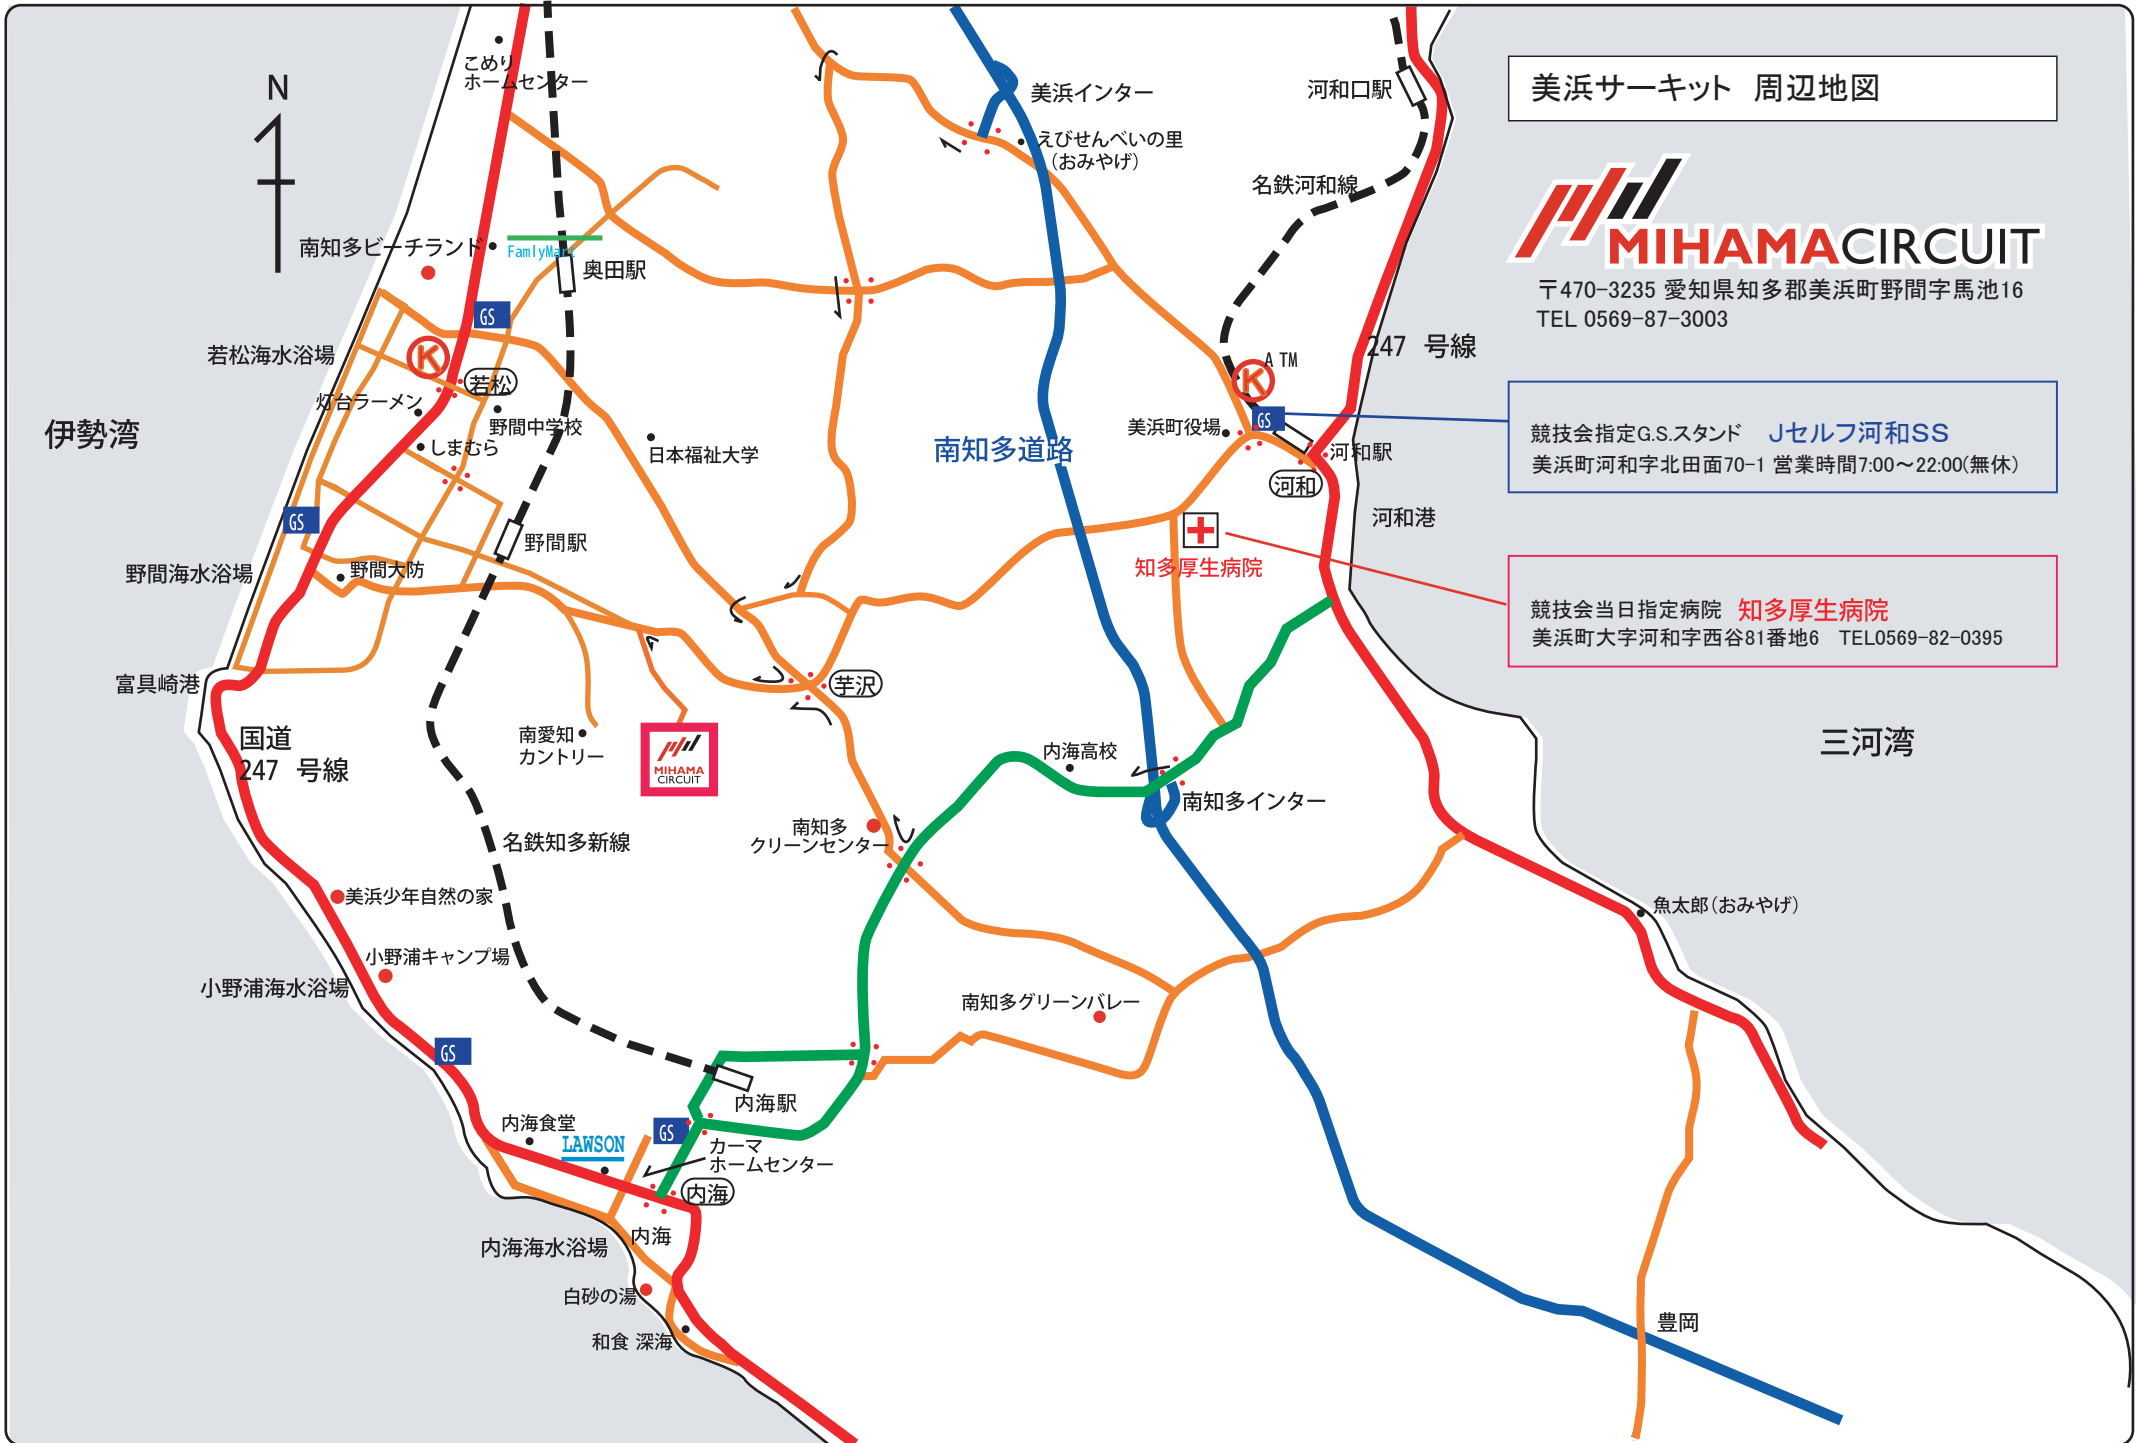 美浜サーキット　周辺地図
MIHAMA CIRCUIT
〒470-3235 愛知県知多郡美浜町野間字馬池16
TEL 0569-87-3003
競技会指定G.S.スタンド　Jセルフ河和SS
美浜町河和字北田面70-1 営業時間7:00～22:00(無休)
競技会当日指定病院　知多厚生病院
美浜町大字河和字西谷81番地6　TEL0569-82-0395
N
こめり
ホームセンター
美浜インター
えびせんべいの里
(おみやげ)
河和口駅
名鉄河和線
南知多ビーチランド
FamilyMart
奥田駅
GS
若松海水浴場
K
若松
灯台ラーメン
野間中学校
しまむら
日本福祉大学
伊勢湾
南知多道路
A TM
K
GS
247 号線
美浜町役場
河和駅
河和
河和港
GS
野間駅
野間海水浴場
野間大防
知多厚生病院
富具崎港
芋沢
国道
247 号線
南愛知
カントリー
MIHAMA
CIRCUIT
内海高校
南知多インター
三河湾
南知多
クリーンセンター
名鉄知多新線
美浜少年自然の家
魚太郎(おみやげ)
小野浦キャンプ場
小野浦海水浴場
南知多グリーンバレー
GS
内海駅
内海食堂
LAWSON
GS
カーマ
ホームセンター
内海
内海
内海海水浴場
白砂の湯
和食 深海
豊岡